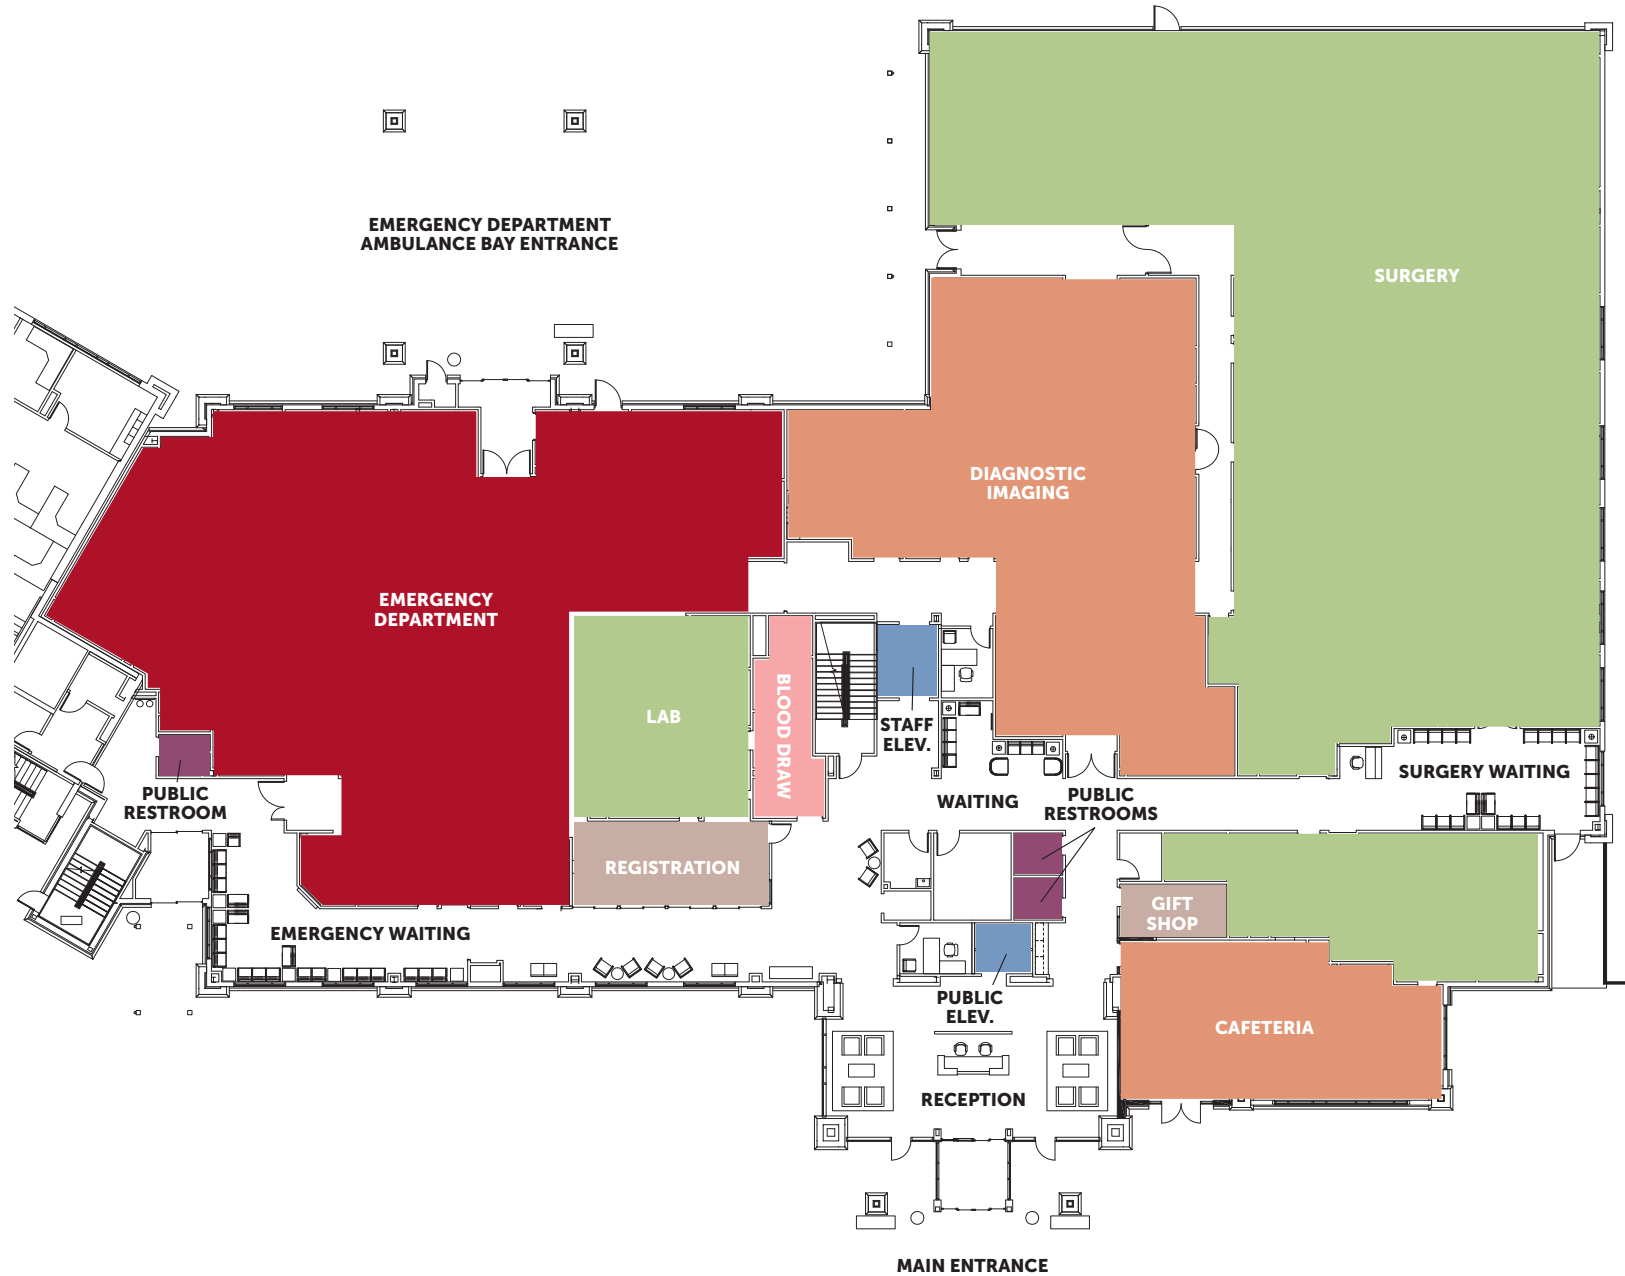 EMERGENCY DEPARTMENT
AMBULANCE BAY ENTRANCE
SURGERY
DIAGNOSTIC
IMAGING
EMERGENCY
DEPARTMENT
LAB
BLOOD DRAW
STAFF
ELEV.
SURGERY WAITING
PUBLIC
RESTROOM
WAITING
PUBLIC
RESTROOMS
REGISTRATION
GIFT
SHOP
EMERGENCY WAITING
PUBLIC
ELEV.
CAFETERIA
RECEPTION
MAIN ENTRANCE